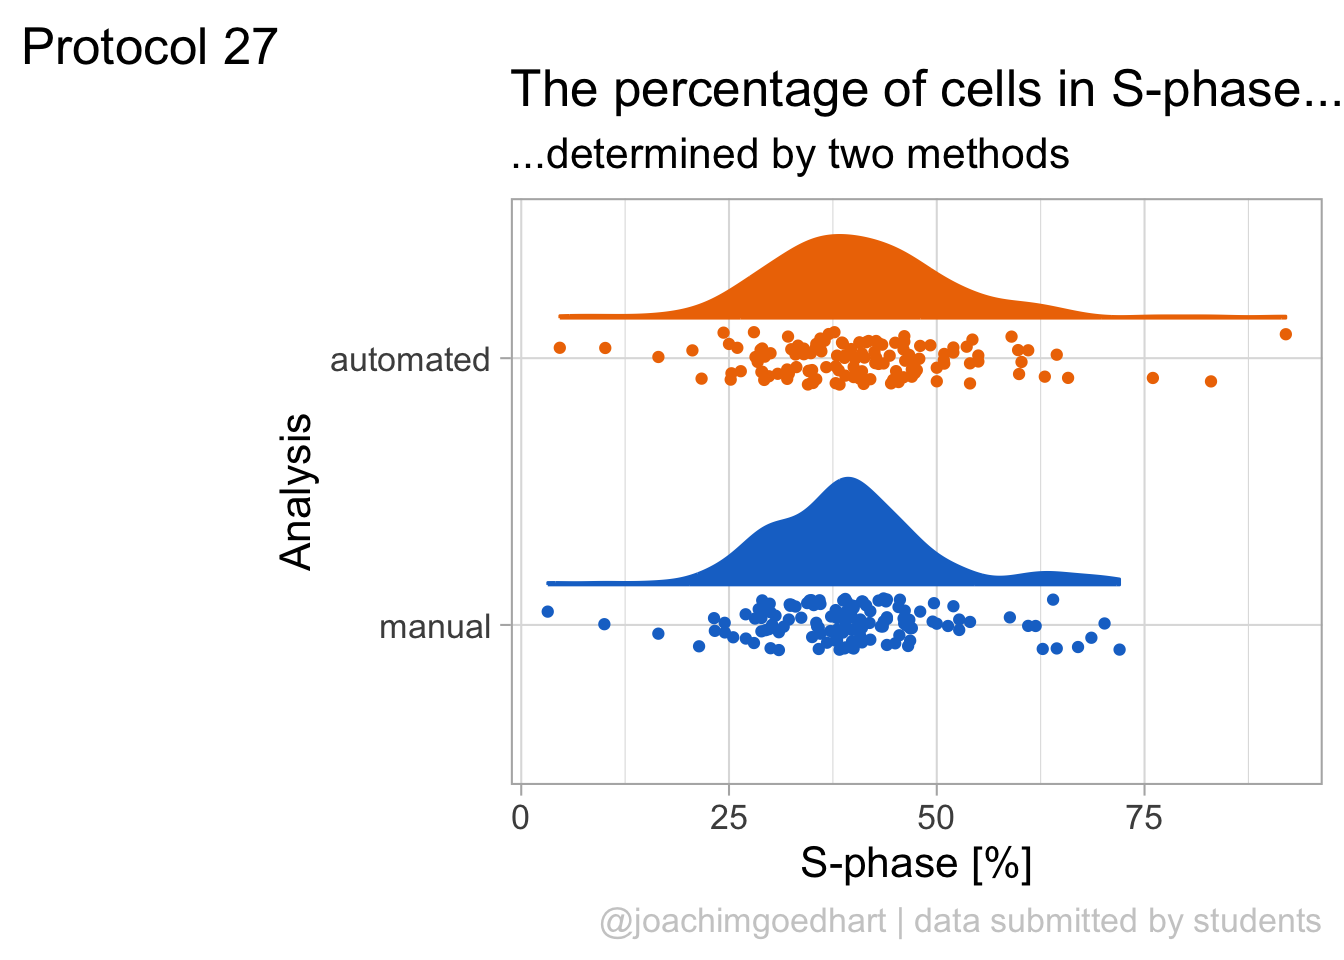 Protocol 27
The percentage of cells in S-phase...
...determined by two methods
automated
manual
Analysis
0 25 50 75
S-phase [%]
@joachimgoedhart | data submitted by students